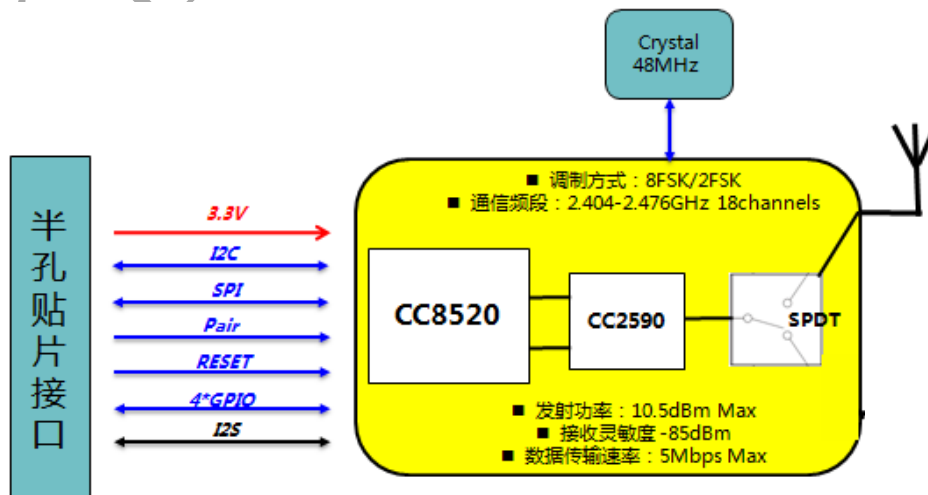 Crystal
48MHz
■ 调制方式：8FSK/2FSK
■ 通信频段：2.404-2.476GHz 18channels
半孔贴片接口
3.3V
I2C
SPI
Pair
RESET
4*GPIO
I2S
CC8520
CC2590
SPDT
■ 发射功率：10.5dBm Max
■ 接收灵敏度 -85dBm
■ 数据传输速率：5Mbps Max